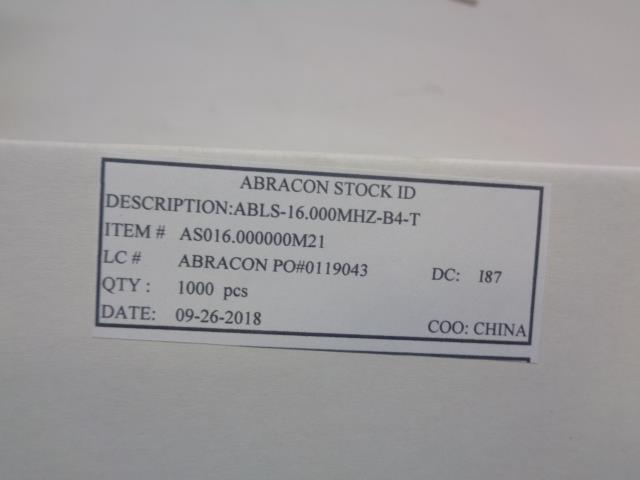 ABRACON STOCK ID
DESCRIPTION:ABLS-16.000MHZ-B4-T
ITEM # AS016.000000M21
LC # ABRACON PO#0119043 DC: I87
QTY : 1000 pcs
DATE: 09-26-2018 COO: CHINA